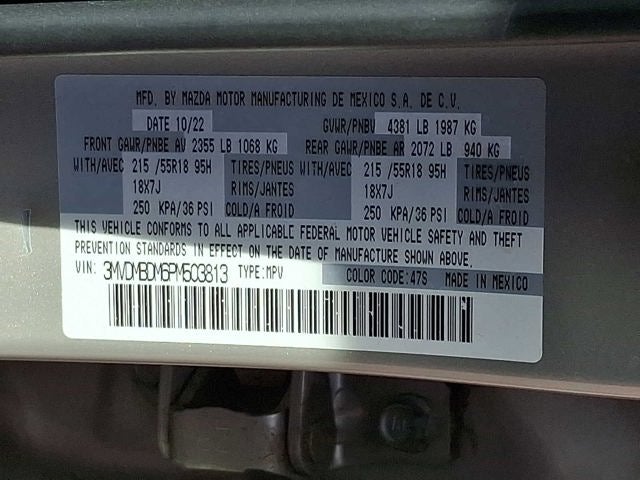 MFD. BY MAZDA MOTOR MANUFACTURING DE MEXICO S.A. DE C.V.
DATE 10/22 GVWR/PNBV 4381 LB 1987 KG
FRONT GAWR/PNBE AV 2355 LB 1068 KG REAR GAWR/PNBE AR 2072 LB 940 KG
WITH/AVEC 215 /55R18 95H TIRES/PNEUS WITH/AVEC 215 /55R18 95H TIRES/PNEUS
18X7J RIMS/JANTES 18X7J RIMS/JANTES
250 KPA/36 PSI COLD/A FROID 250 KPA/36 PSI COLD/A FROID
THIS VEHICLE CONFORMS TO ALL APPLICABLE FEDERAL MOTOR VEHICLE SAFETY AND THEFT
PREVENTION STANDARDS IN EFFECT ON THE DATE OF MANUFACTURE SHOWN ABOVE.
VIN: 3MVDMBDM6PM503813 TYPE:MPV COLOR CODE:47S MADE IN MEXICO